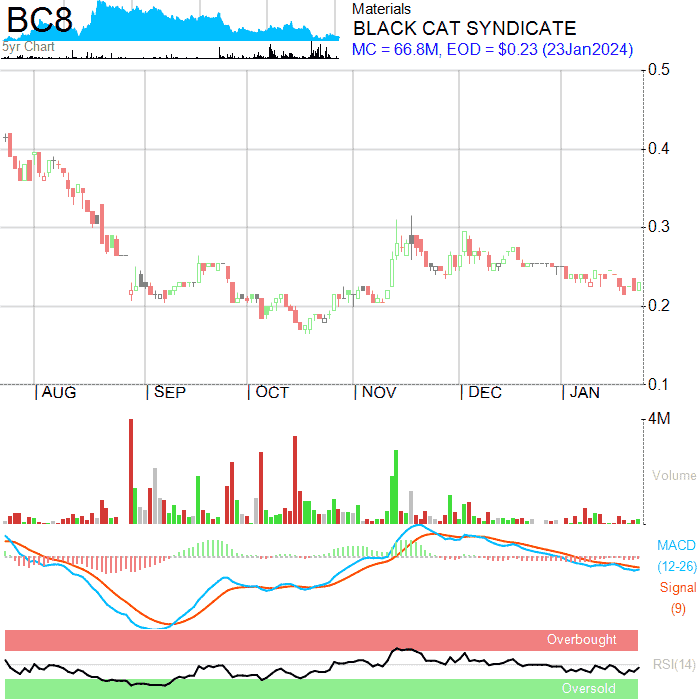 BC8
5yr Chart
Materials
BLACK CAT SYNDICATE
MC = 66.8M, EOD = $0.23 (23Jan2024)
0.5
0.4
0.3
0.2
0.1
AUG
SEP
OCT
NOV
DEC
JAN
4M
Volume
MACD
(12-26)
Signal
(9)
Overbought
RSI(14)
Oversold